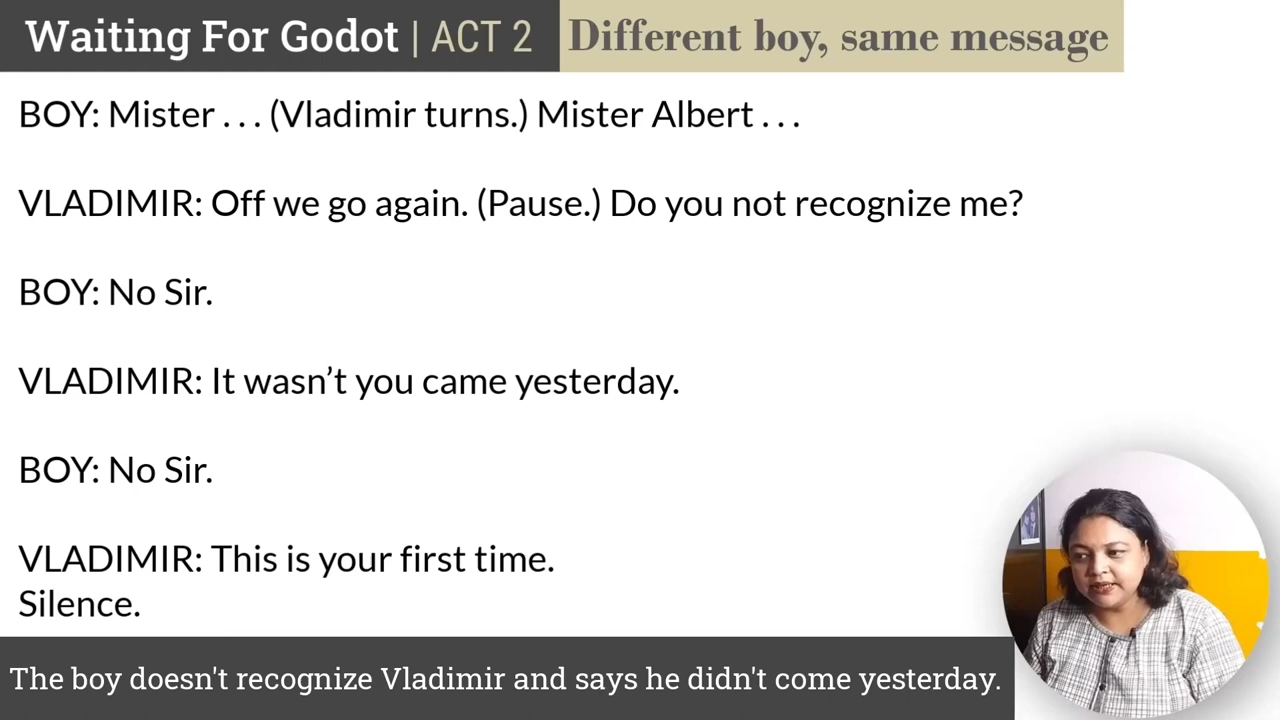 Waiting For Godot | ACT 2 Different boy, same message
BOY: Mister . . . (Vladimir turns.) Mister Albert . . .
VLADIMIR: Off we go again. (Pause.) Do you not recognize me?
BOY: No Sir.
VLADIMIR: It wasn’t you came yesterday.
BOY: No Sir.
VLADIMIR: This is your first time.
Silence.
The boy doesn't recognize Vladimir and says he didn't come yesterday.